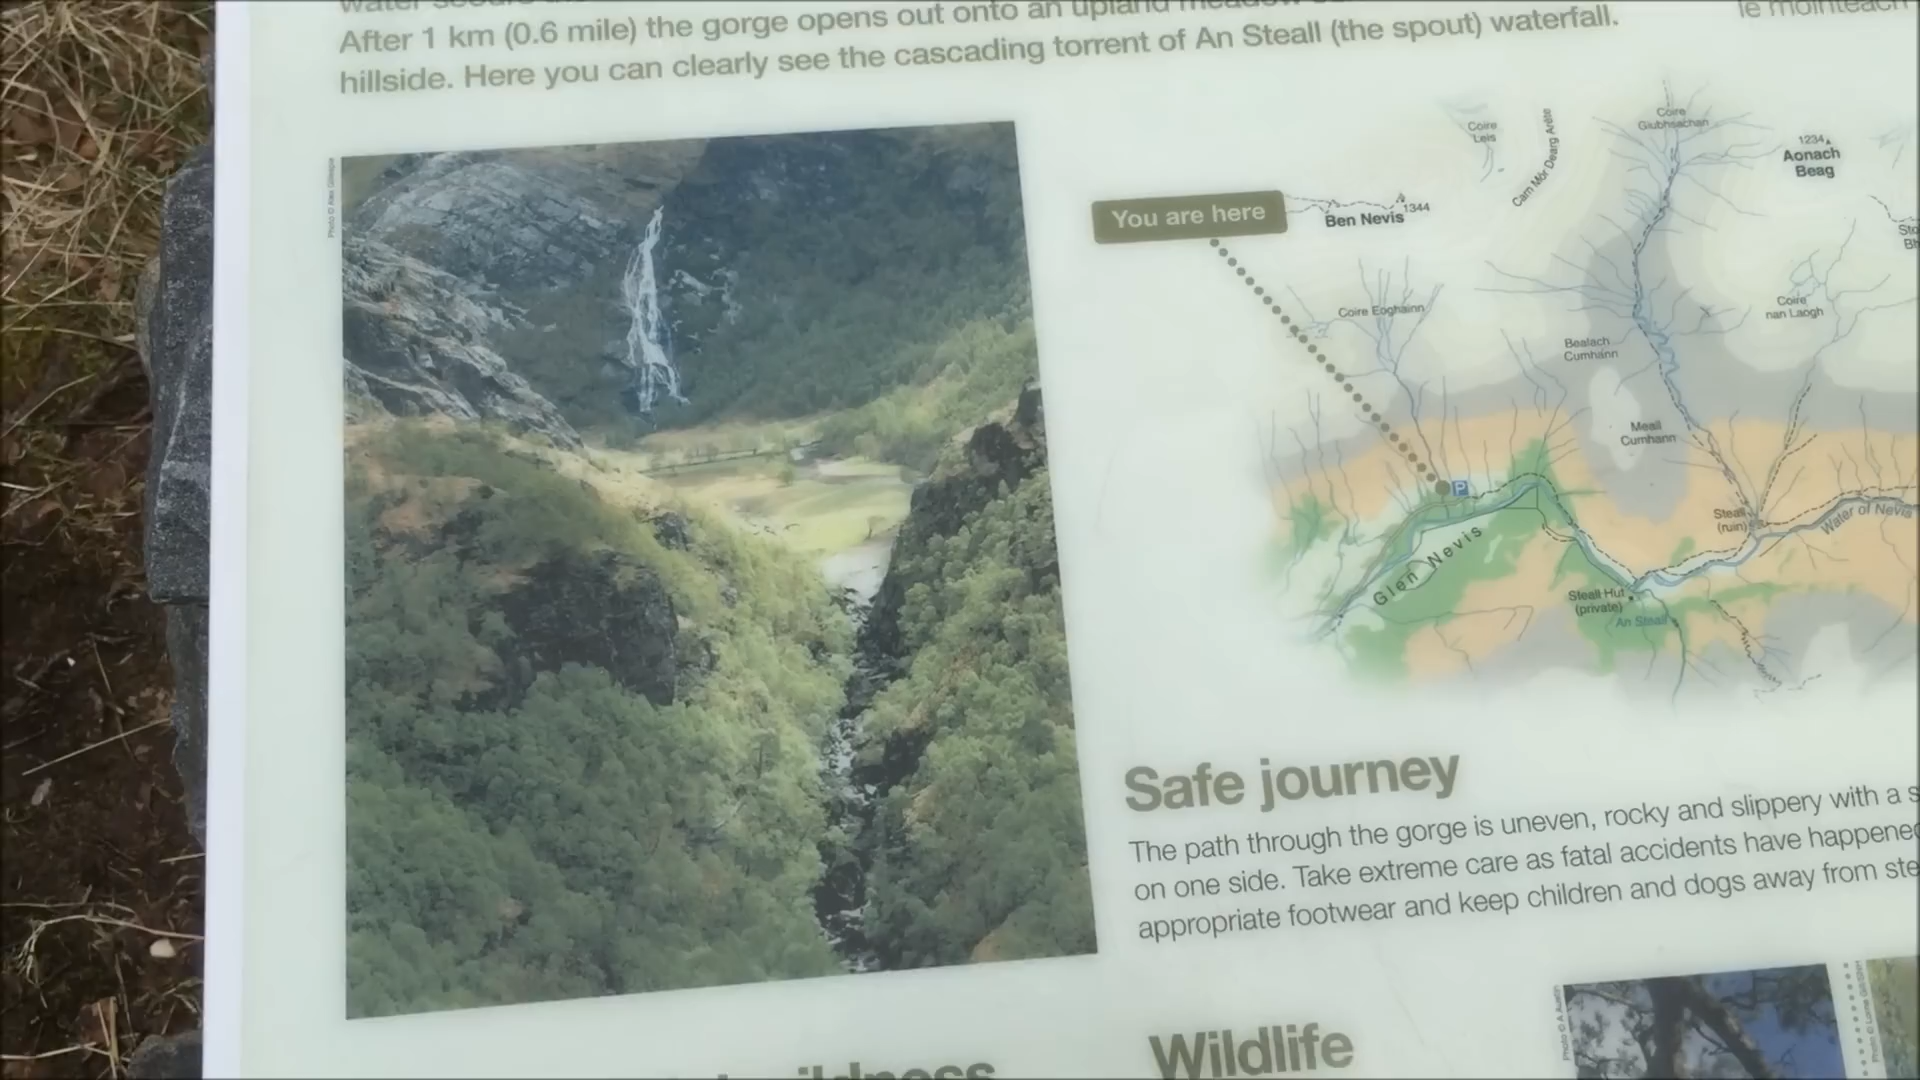 After 1 km (0.6 mile) the gorge opens out onto an upland
hillside. Here you can clearly see the cascading torrent of An Steall (the spout) waterfall.
Photo © Alex Gillespie
You are here
Ben Nevis
1344
Coire
Leis
Carn Mòr Dearg Arête
Coire
Giubhsachan
1234
Aonach
Beag
Coire Eoghainn
Bealach
Cumhann
Coire
nan Laogh
Meall
Cumhann
P
Glen Nevis
Steall
(ruin)
Water of Nevis
Steall Hut
(private)
An Steall
Safe journey
The path through the gorge is uneven, rocky and slippery with a
on one side. Take extreme care as fatal accidents have
appropriate footwear and keep children and dogs away from
Wildlife